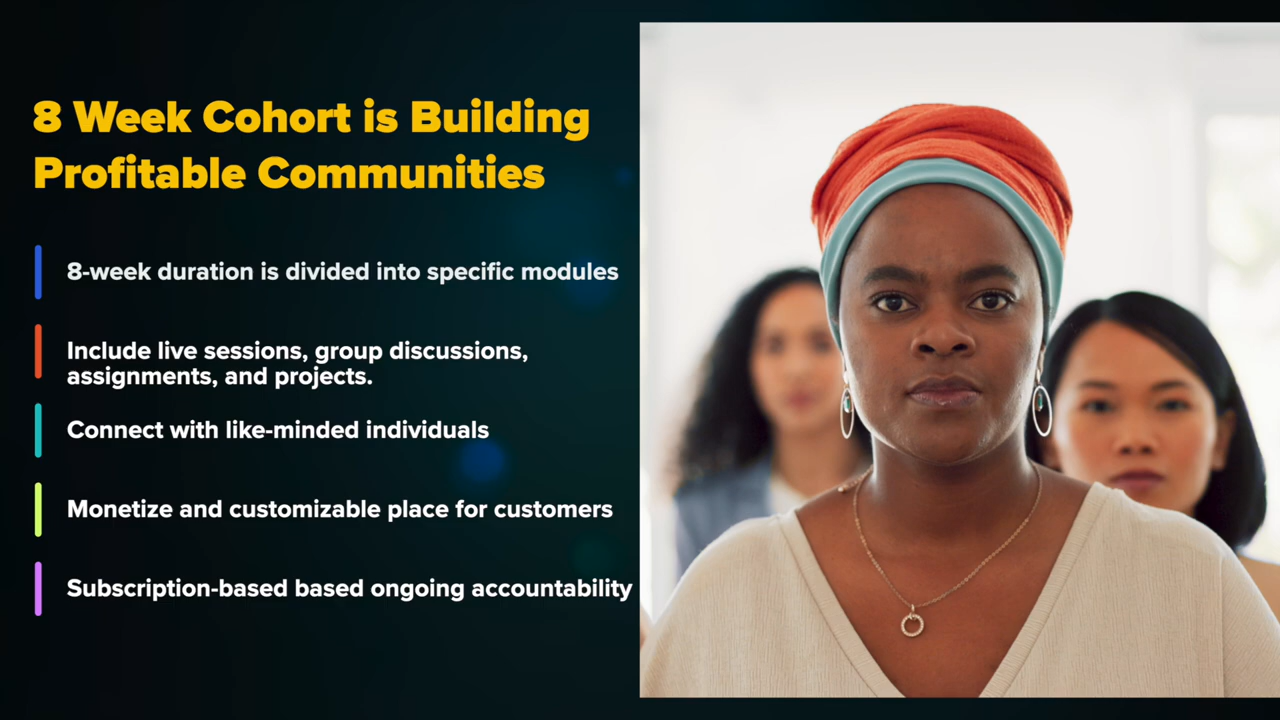 8 Week Cohort is Building
Profitable Communities
8-week duration is divided into specific modules
Include live sessions, group discussions,
assignments, and projects.
Connect with like-minded individuals
Monetize and customizable place for customers
Subscription-based based ongoing accountability